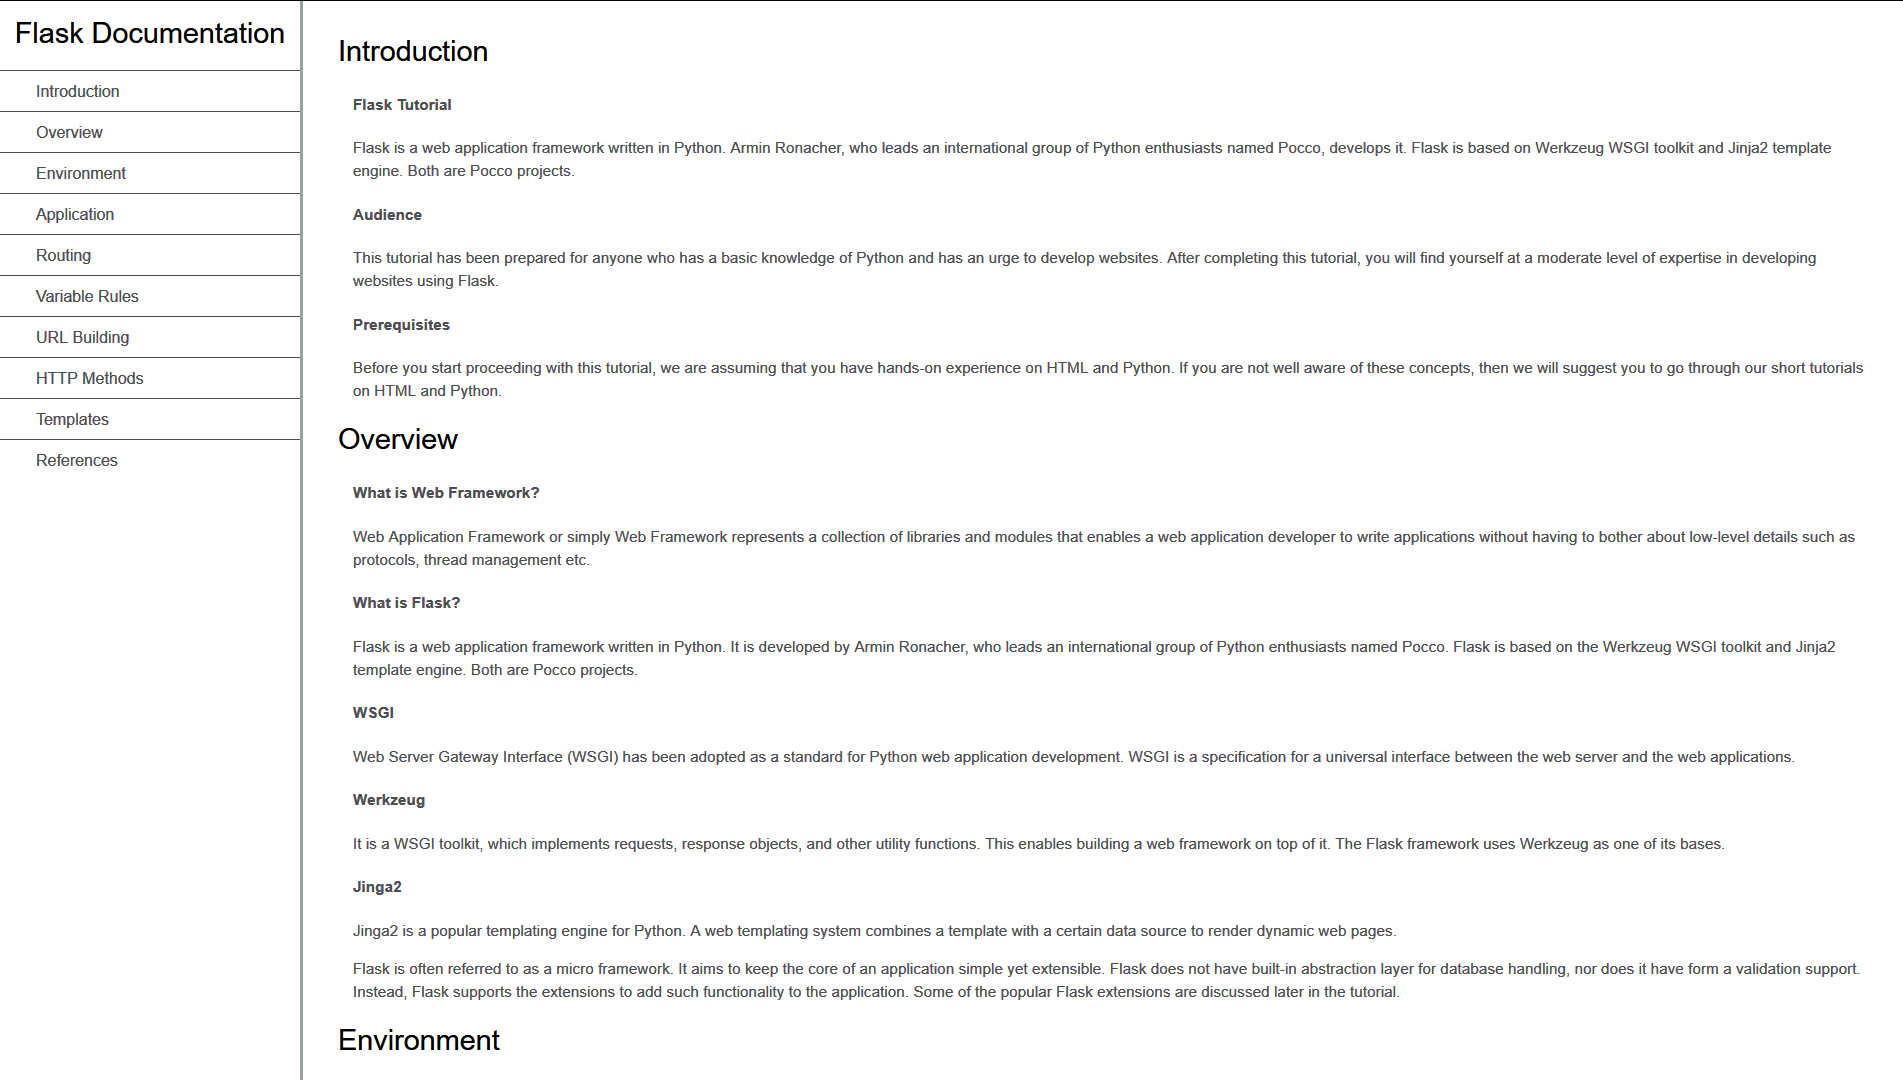 Flask Documentation
Introduction
Overview
Environment
Application
Routing
Variable Rules
URL Building
HTTP Methods
Templates
References
Introduction
Flask Tutorial
Flask is a web application framework written in Python. Armin Ronacher, who leads an international group of Python enthusiasts named Pocco, develops it. Flask is based on Werkzeug WSGI toolkit and Jinja2 template
engine. Both are Pocco projects.
Audience
This tutorial has been prepared for anyone who has a basic knowledge of Python and has an urge to develop websites. After completing this tutorial, you will find yourself at a moderate level of expertise in developing
websites using Flask.
Prerequisites
Before you start proceeding with this tutorial, we are assuming that you have hands-on experience on HTML and Python. If you are not well aware of these concepts, then we will suggest you to go through our short tutorials
on HTML and Python.
Overview
What is Web Framework?
Web Application Framework or simply Web Framework represents a collection of libraries and modules that enables a web application developer to write applications without having to bother about low-level details such as
protocols, thread management etc.
What is Flask?
Flask is a web application framework written in Python. It is developed by Armin Ronacher, who leads an international group of Python enthusiasts named Pocco. Flask is based on the Werkzeug WSGI toolkit and Jinja2
template engine. Both are Pocco projects.
WSGI
Web Server Gateway Interface (WSGI) has been adopted as a standard for Python web application development. WSGI is a specification for a universal interface between the web server and the web applications.
Werkzeug
It is a WSGI toolkit, which implements requests, response objects, and other utility functions. This enables building a web framework on top of it. The Flask framework uses Werkzeug as one of its bases.
Jinga2
Jinga2 is a popular templating engine for Python. A web templating system combines a template with a certain data source to render dynamic web pages.
Flask is often referred to as a micro framework. It aims to keep the core of an application simple yet extensible. Flask does not have built-in abstraction layer for database handling, nor does it have form a validation support.
Instead, Flask supports the extensions to add such functionality to the application. Some of the popular Flask extensions are discussed later in the tutorial.
Environment